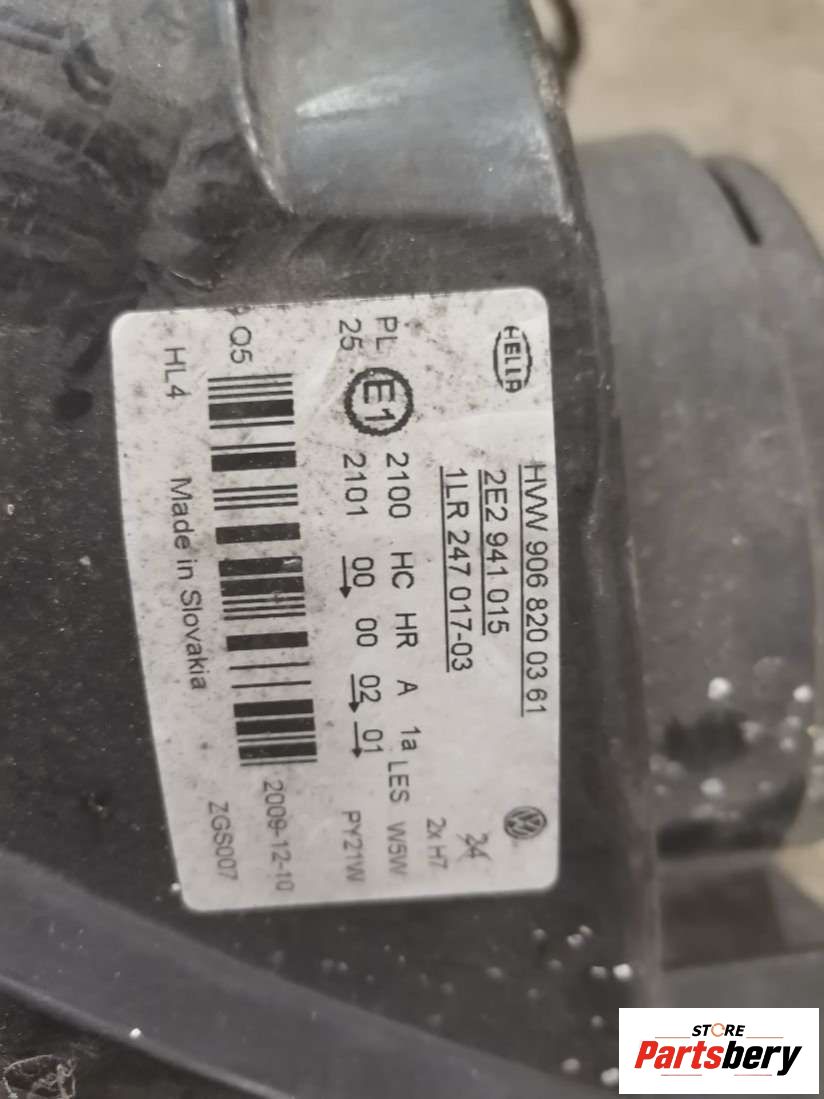 HELLA
HVW 906 820 03 61
2E2 941 015
1LR 247 017-03
2x H7
PL E1 2100 HC HR A 1a LES W5W
25 2101 00 00 02 01 PY21W
Q5 2009-12-10
HL4 Made in Slovakia ZGS007
STORE
Partsbery